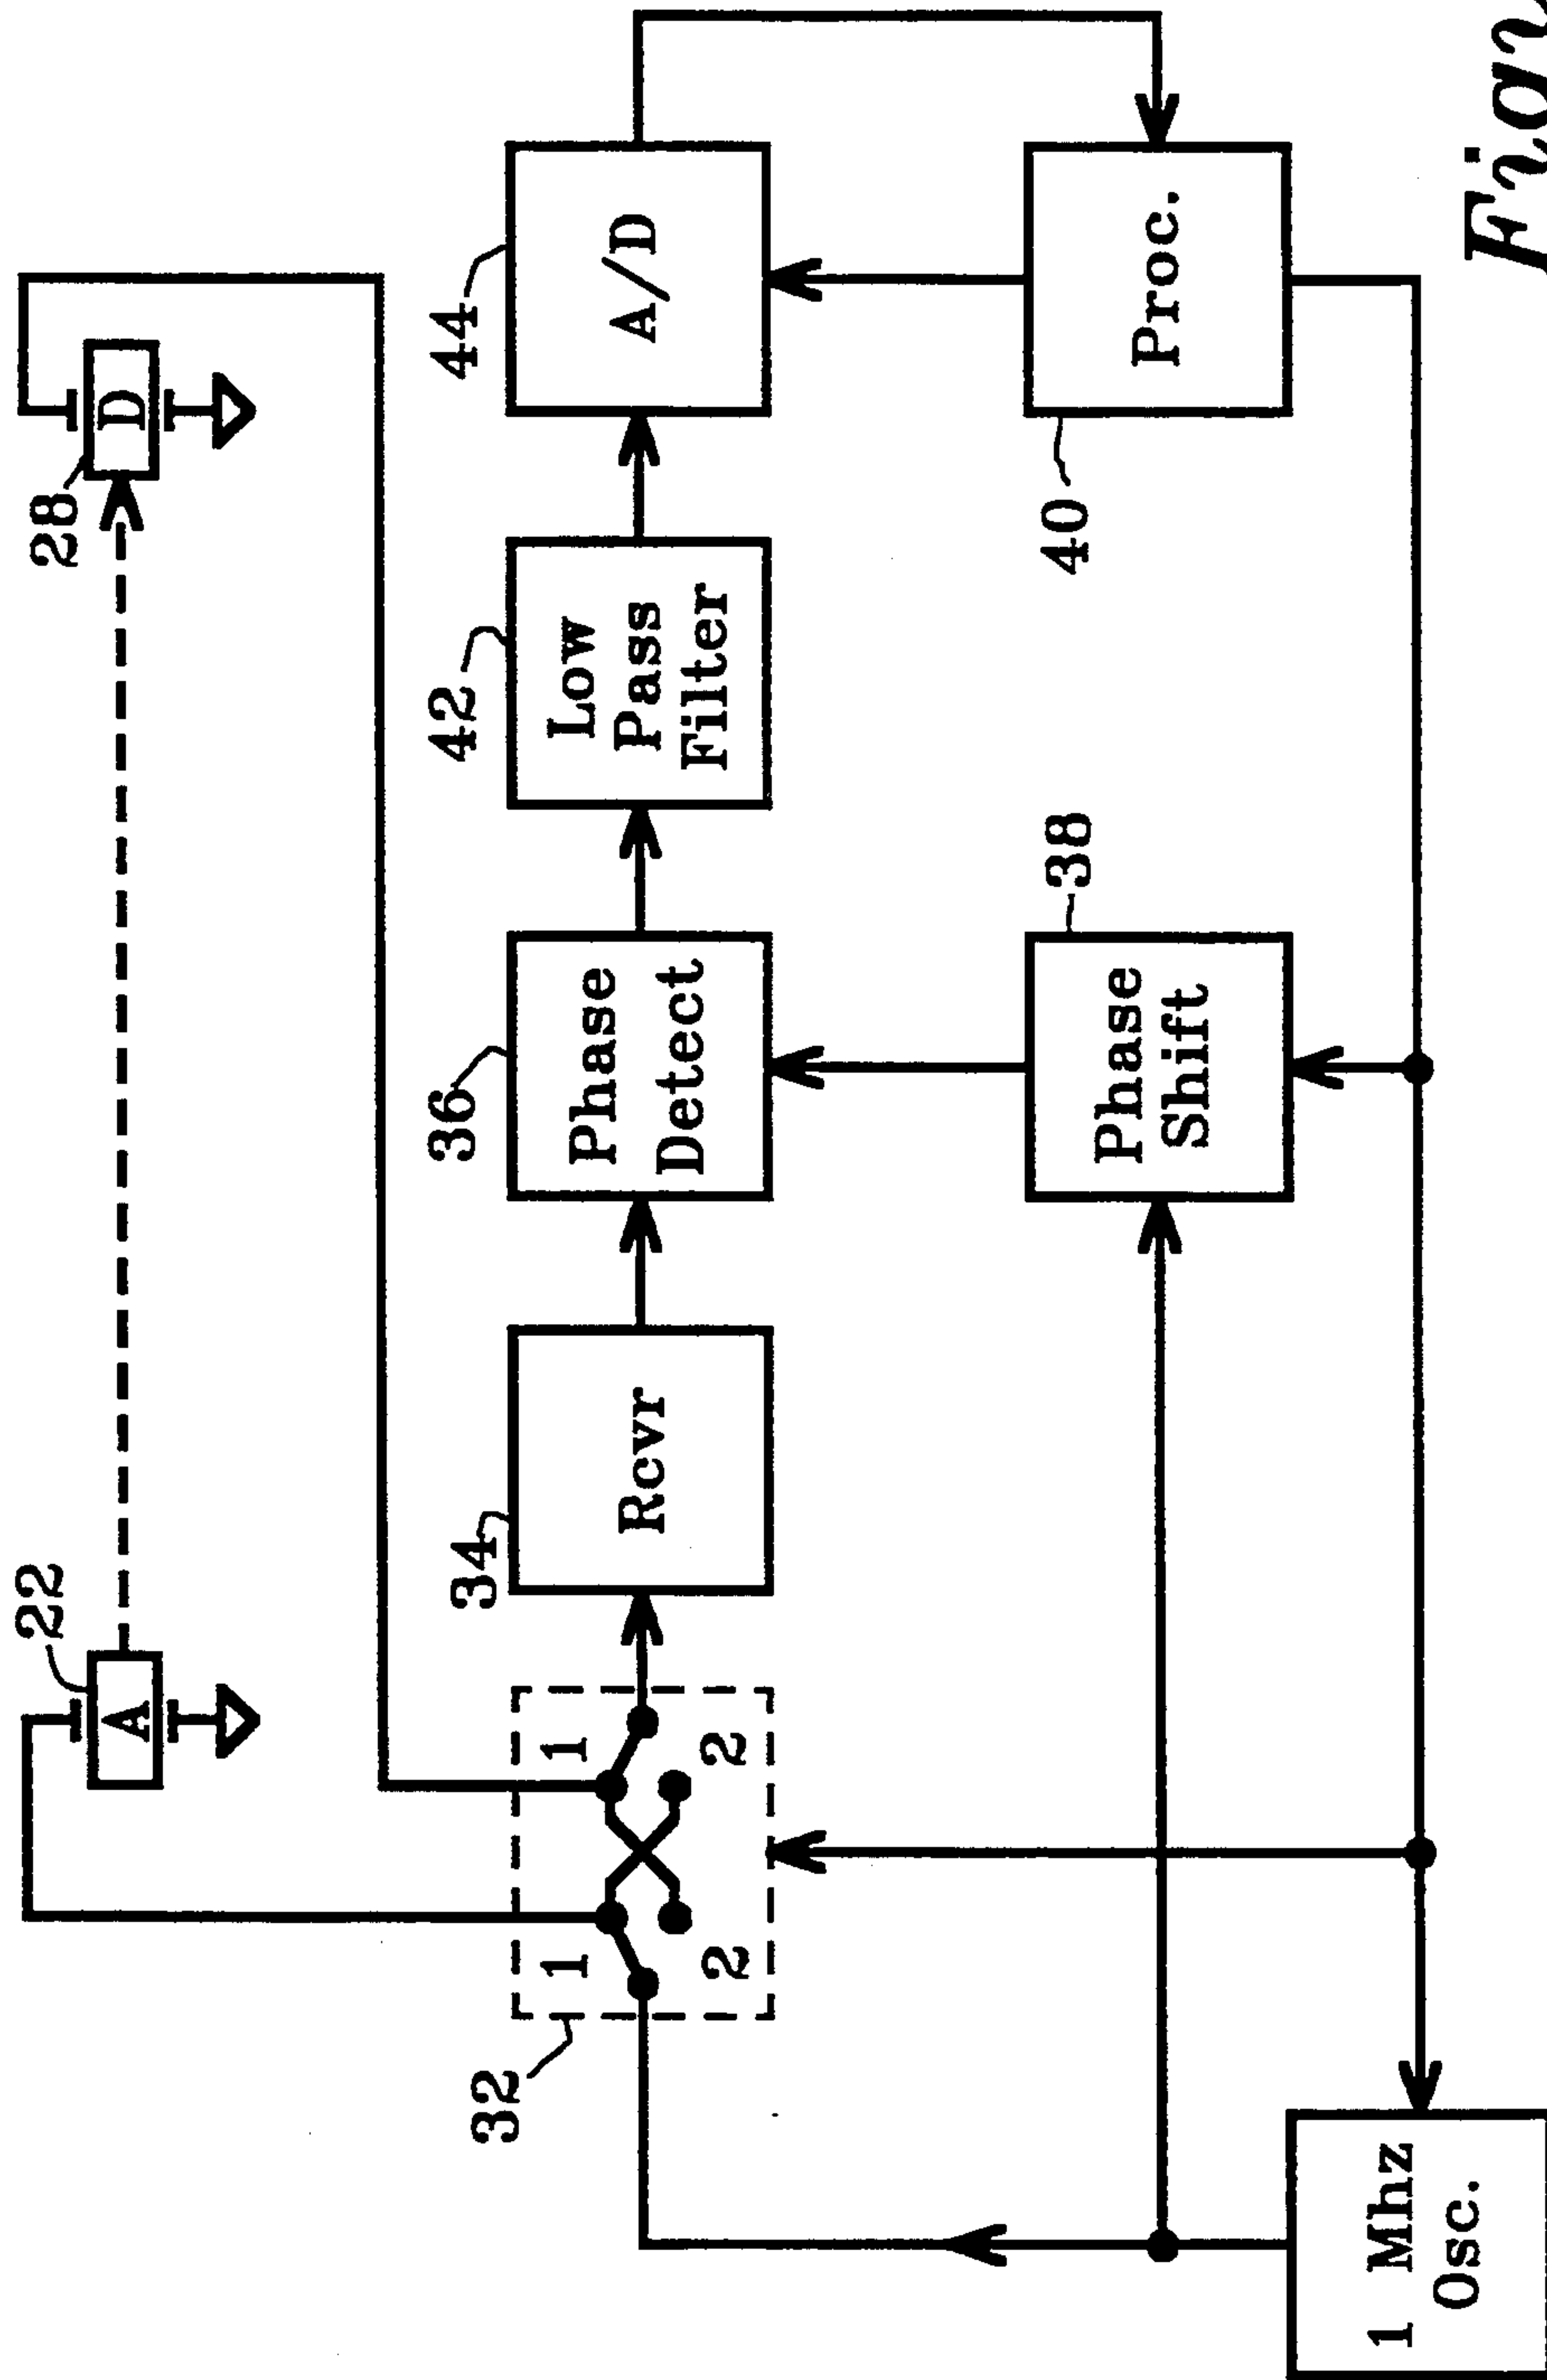 22
28
A
D
32
34
36
42
44
1
1
2
2
Rcvr
Phase
Detect
Low
Pass
Filter
A/D
38
40
Phase
Shift
Proc.
1 Mhz
Osc.